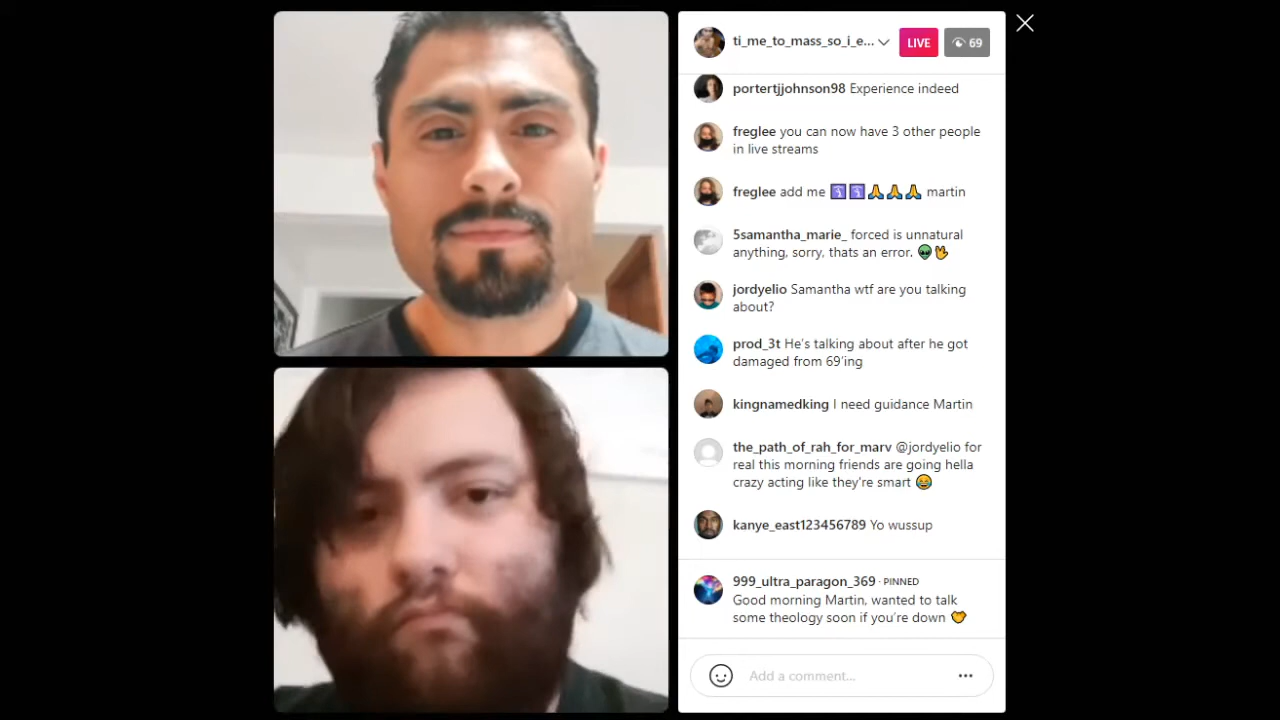 ti_me_to_mass_so_i_e...
LIVE
69
portertjjohnson98 Experience indeed
freglee you can now have 3 other people
in live streams
freglee add me 🛐🛐🙏🙏🙏 martin
5samantha_marie_ forced is unnatural
anything, sorry, thats an error. 👽🖖
jordyelio Samantha wtf are you talking
about?
prod_3t He's talking about after he got
damaged from 69'ing
kingnamedking I need guidance Martin
the_path_of_rah_for_marv @jordyelio for
real this morning friends are going hella
crazy acting like they're smart 😂
kanye_east123456789 Yo wussup
999_ultra_paragon_369 · PINNED
Good morning Martin, wanted to talk
some theology soon if you're down
Add a comment...